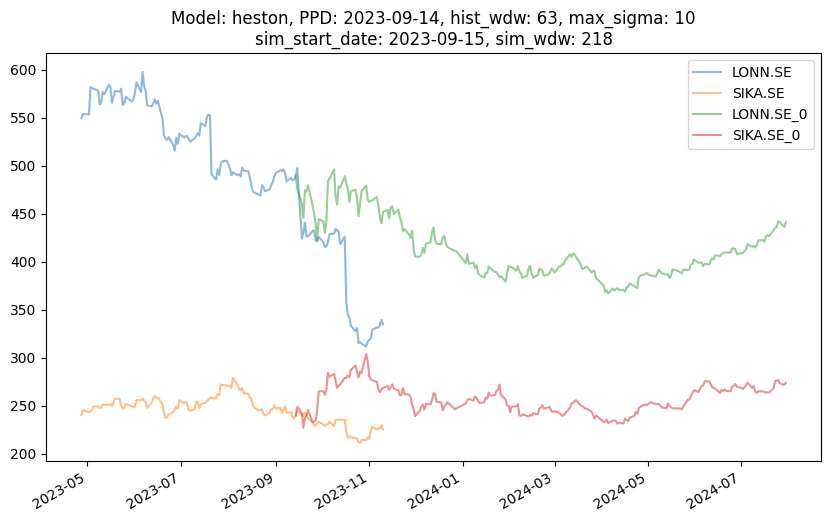 Model: heston, PPD: 2023-09-14, hist_wdw: 63, max_sigma: 10
sim_start_date: 2023-09-15, sim_wdw: 218
LONN.SE
SIKA.SE
LONN.SE_0
SIKA.SE_0
600
550
500
450
400
350
300
250
200
2023-05
2023-07
2023-09
2023-11
2024-01
2024-03
2024-05
2024-07